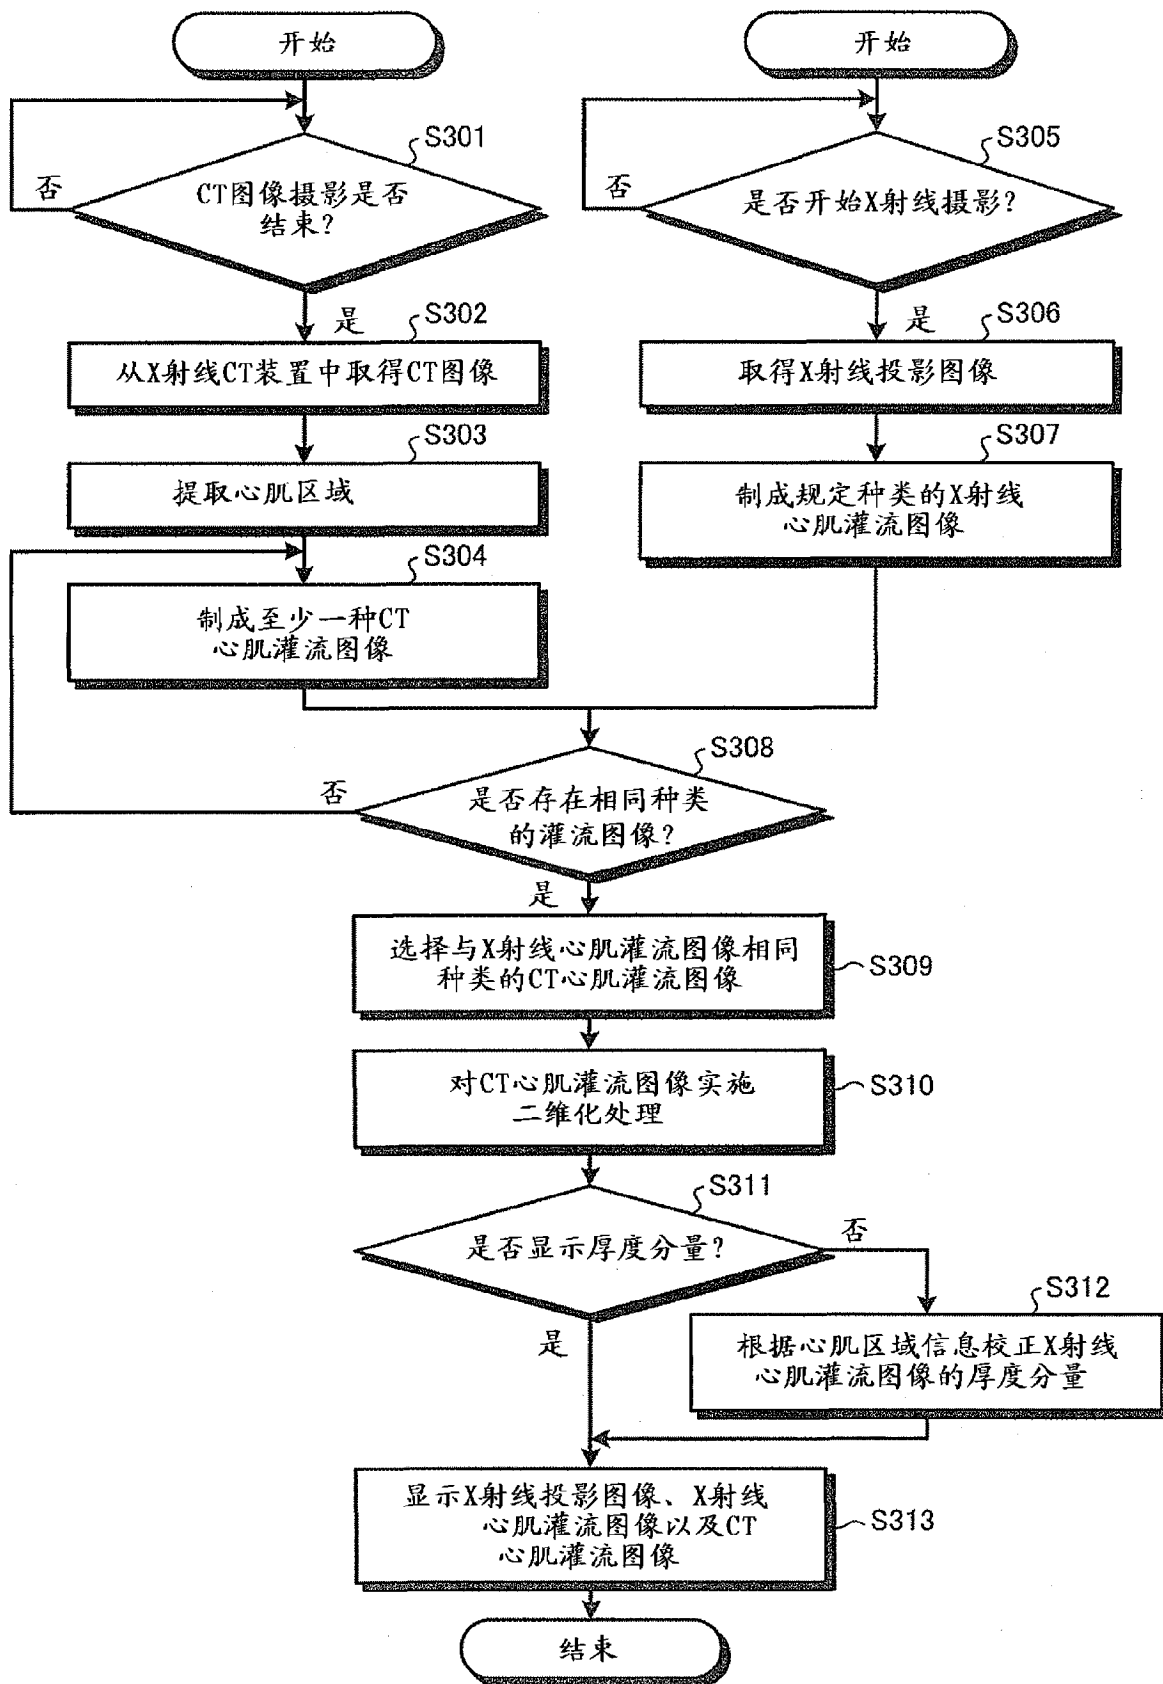 开始
S301
CT图像摄影是否
结束?
否
是
S302
从X射线CT装置中取得CT图像
S303
提取心肌区域
S304
制成至少一种CT
心肌灌流图像
开始
S305
是否开始X射线摄影?
否
是
S306
取得X射线投影图像
S307
制成规定种类的X射线
心肌灌流图像
S308
是否存在相同种类
的灌流图像?
否
是
选择与X射线心肌灌流图像相同
种类的CT心肌灌流图像
S309
对CT心肌灌流图像实施
二维化处理
S310
S311
是否显示厚度分量?
否
是
S312
根据心肌区域信息校正X射线
心肌灌流图像的厚度分量
显示X射线投影图像、X射线
心肌灌流图像以及CT
心肌灌流图像
S313
结束